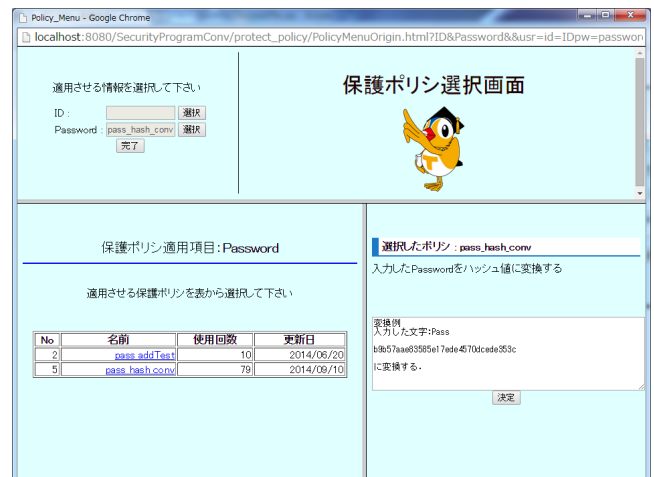 Policy_Menu - Google Chrome
localhost:8080/SecurityProgramConv/protect_policy/PolicyMenuOrigin.html?ID&Password&&usr=id=IDpw=passwor
適用させる情報を選択して下さい
ID : 選択
Password : pass_hash_conv 選択
完了
保護ポリシ選択画面
保護ポリシ適用項目:Password
適用させる保護ポリシを表から選択して下さい
No 名前 使用回数 更新日
2 pass addTest 10 2014/06/20
5 pass hash conv 79 2014/09/10
選択したポリシ : pass_hash_conv
入力したPasswordをハッシュ値に変換する
変換例
入力した文字:Pass
b9b57aae83585e17ede4570dcede353c
に変換する.
決定